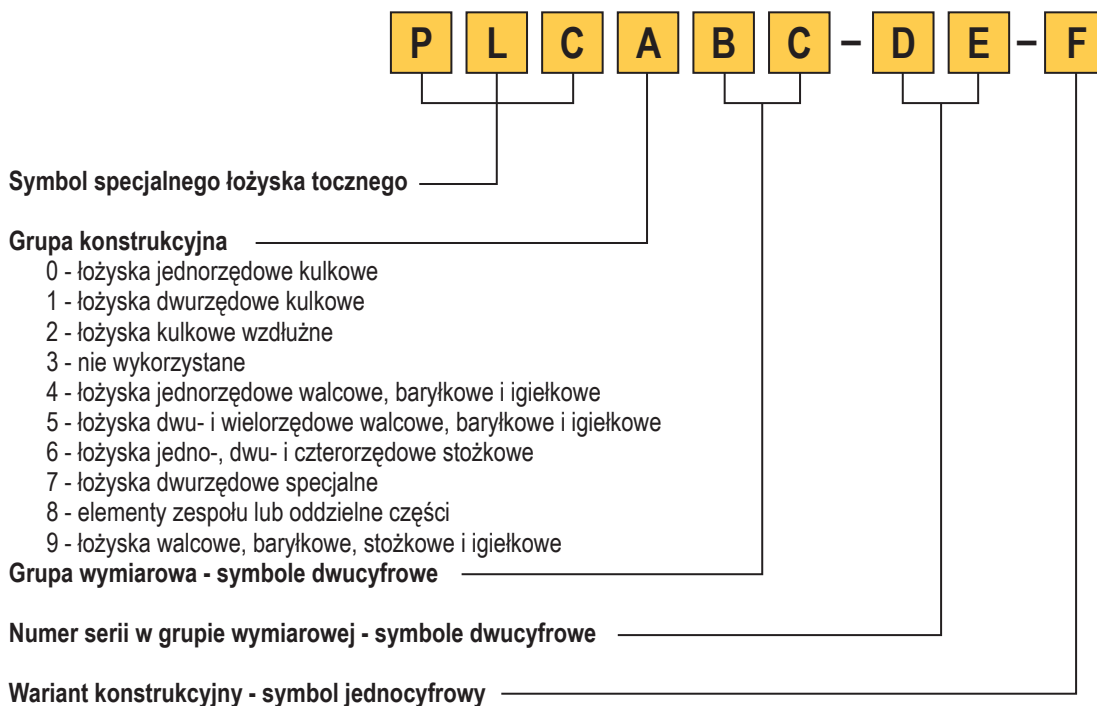 P L C A B C – D E – F
Symbol specjalnego łożyska tocznego
Grupa konstrukcyjna
0 - łożyska jednorzędowe kulkowe
1 - łożyska dwurzędowe kulkowe
2 - łożyska kulkowe wzdłużne
3 - nie wykorzystane
4 - łożyska jednorzędowe walcowe, baryłkowe i igiełkowe
5 - łożyska dwu- i wielorzędowe walcowe, baryłkowe i igiełkowe
6 - łożyska jedno-, dwu- i czterorzędowe stożkowe
7 - łożyska dwurzędowe specjalne
8 - elementy zespołu lub oddzielne części
9 - łożyska walcowe, baryłkowe, stożkowe i igiełkowe
Grupa wymiarowa - symbole dwucyfrowe
Numer serii w grupie wymiarowej - symbole dwucyfrowe
Wariant konstrukcyjny - symbol jednocyfrowy